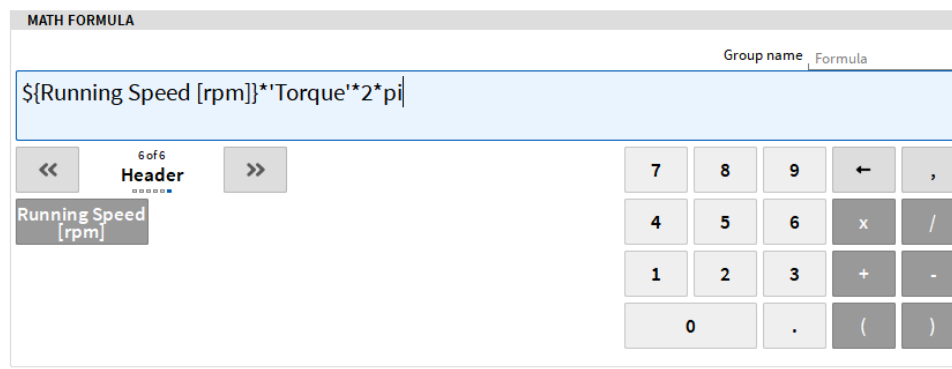 MATH FORMULA
Group name Formula
${Running Speed [rpm]}*'Torque'*2*pi
6 of 6
Header
Running Speed
[rpm]
7 8 9 ← ,
4 5 6 x /
1 2 3 + -
0 . ( )